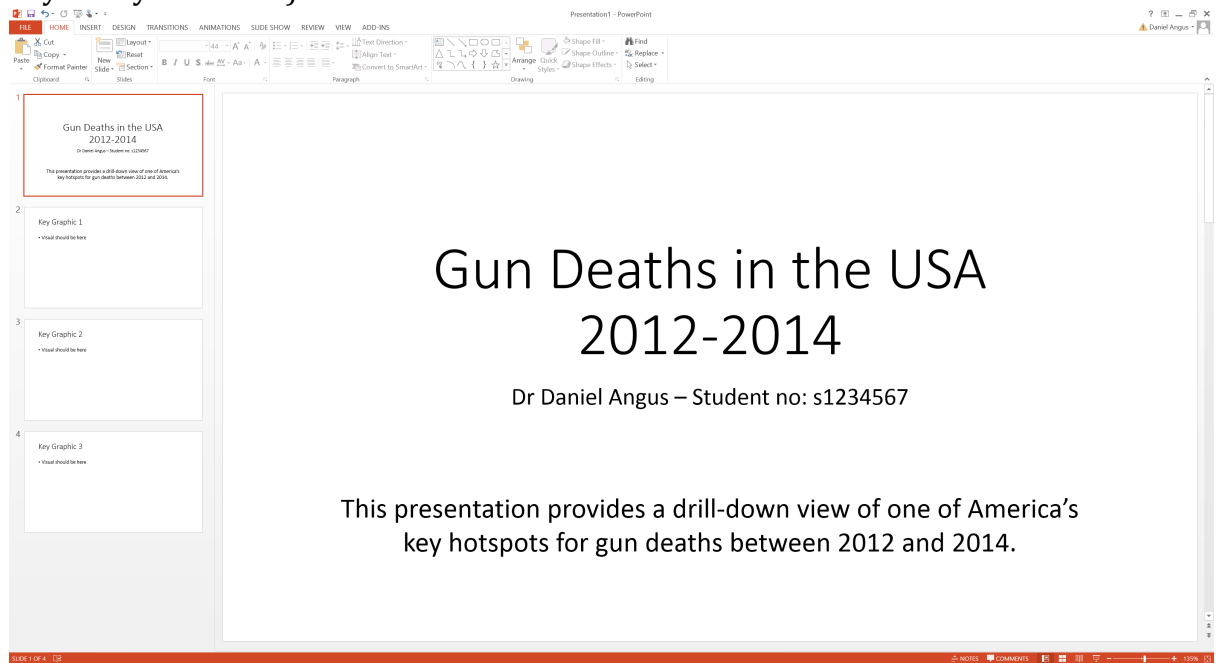 Presentation1 - PowerPoint
FILE HOME INSERT DESIGN TRANSITIONS ANIMATIONS SLIDE SHOW REVIEW VIEW ADD-INS
Daniel Angus
Paste
Cut
Copy
Format Painter
Clipboard
New Slide
Layout
Reset
Section
Slides
44
Font
Text Direction
Align Text
Convert to SmartArt
Paragraph
Arrange
Quick Styles
Shape Fill
Shape Outline
Shape Effects
Drawing
Find
Replace
Select
Editing
1
Gun Deaths in the USA
2012-2014
Dr Daniel Angus – Student no: s1234567
This presentation provides a drill-down view of one of America's
key hotspots for gun deaths between 2012 and 2014.
2
Key Graphic 1
• Visual should be here
3
Key Graphic 2
• Visual should be here
4
Key Graphic 3
• Visual should be here
Gun Deaths in the USA
2012-2014
Dr Daniel Angus – Student no: s1234567
This presentation provides a drill-down view of one of America's
key hotspots for gun deaths between 2012 and 2014.
SLIDE 1 OF 4
NOTES COMMENTS 135%